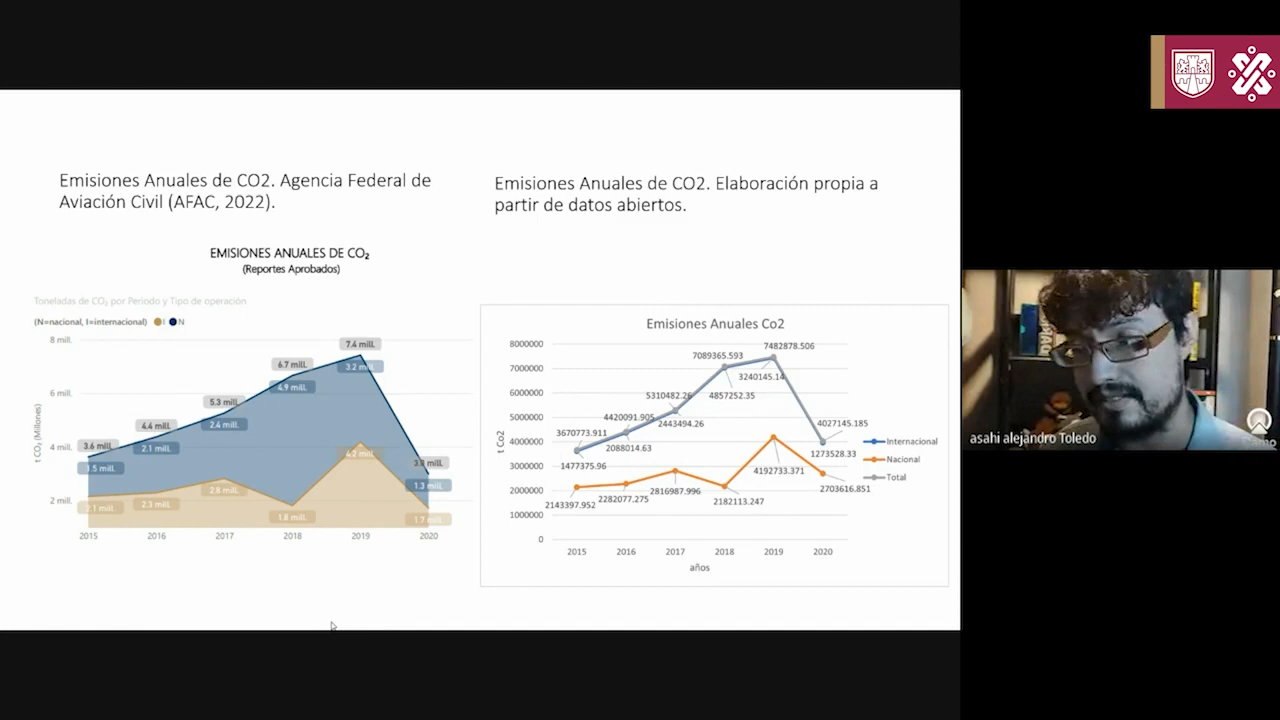 Emisiones Anuales de CO2. Agencia Federal de
Aviación Civil (AFAC, 2022).
EMISIONES ANUALES DE CO₂
(Reportes Aprobados)
Toneladas de CO₂ por Periodo y Tipo de operación
(N=nacional, I=internacional) I N
t CO₂ (Millones)
8 mill.
6 mill.
4 mill.
2 mill.
3.6 mill.
4.4 mill.
5.3 mill.
6.7 mill.
7.4 mill.
1.5 mill.
2.1 mill.
2.4 mill.
4.9 mill.
3.2 mill.
1.3 mill.
2.1 mill.
2.3 mill.
2.8 mill.
1.8 mill.
4.2 mill.
1.7 mill.
2015 2016 2017 2018 2019 2020
Emisiones Anuales de CO2. Elaboración propia a
partir de datos abiertos.
Emisiones Anuales Co2
t Co2
8000000
7000000
6000000
5000000
4000000
3000000
2000000
1000000
0
3670773.911
4420091.905
5310482.26
7089365.593
7482878.506
4027145.185
1477375.96
2088014.63
2443494.26
4857252.35
3240145.14
1273528.33
2143397.952
2282077.275
2816987.996
2182113.247
4192733.371
2703616.851
2015 2016 2017 2018 2019 2020
años
Internacional
Nacional
Total
asahi alejandro Toledo